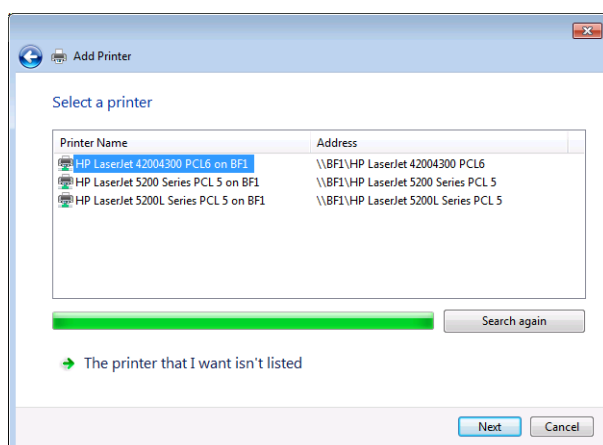 Add Printer
Select a printer
Printer Name Address
HP LaserJet 42004300 PCL6 on BF1 \\BF1\HP LaserJet 42004300 PCL6
HP LaserJet 5200 Series PCL 5 on BF1 \\BF1\HP LaserJet 5200 Series PCL 5
HP LaserJet 5200L Series PCL 5 on BF1 \\BF1\HP LaserJet 5200L Series PCL 5
Search again
The printer that I want isn't listed
Next Cancel